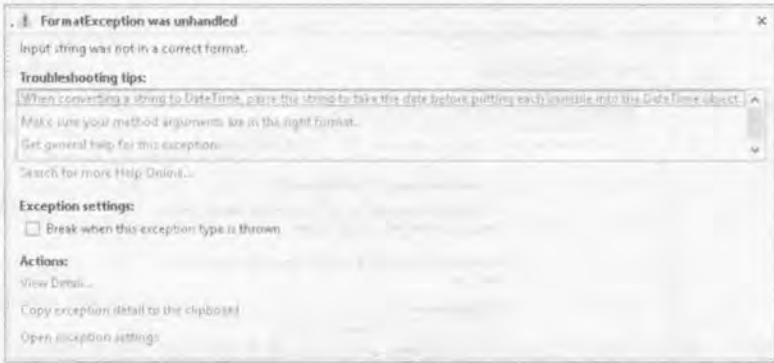 FormatException was unhandled
Input string was not in a correct format.
Troubleshooting tips:
When converting a string to DateTime, parse the string to take the date before putting each variable into the DateTime object.
Make sure your method arguments are in the right format.
Get general help for this exception.
Search for more Help Online...
Exception settings:
Break when this exception type is thrown
Actions:
View Detail...
Copy exception detail to the clipboard
Open exception settings